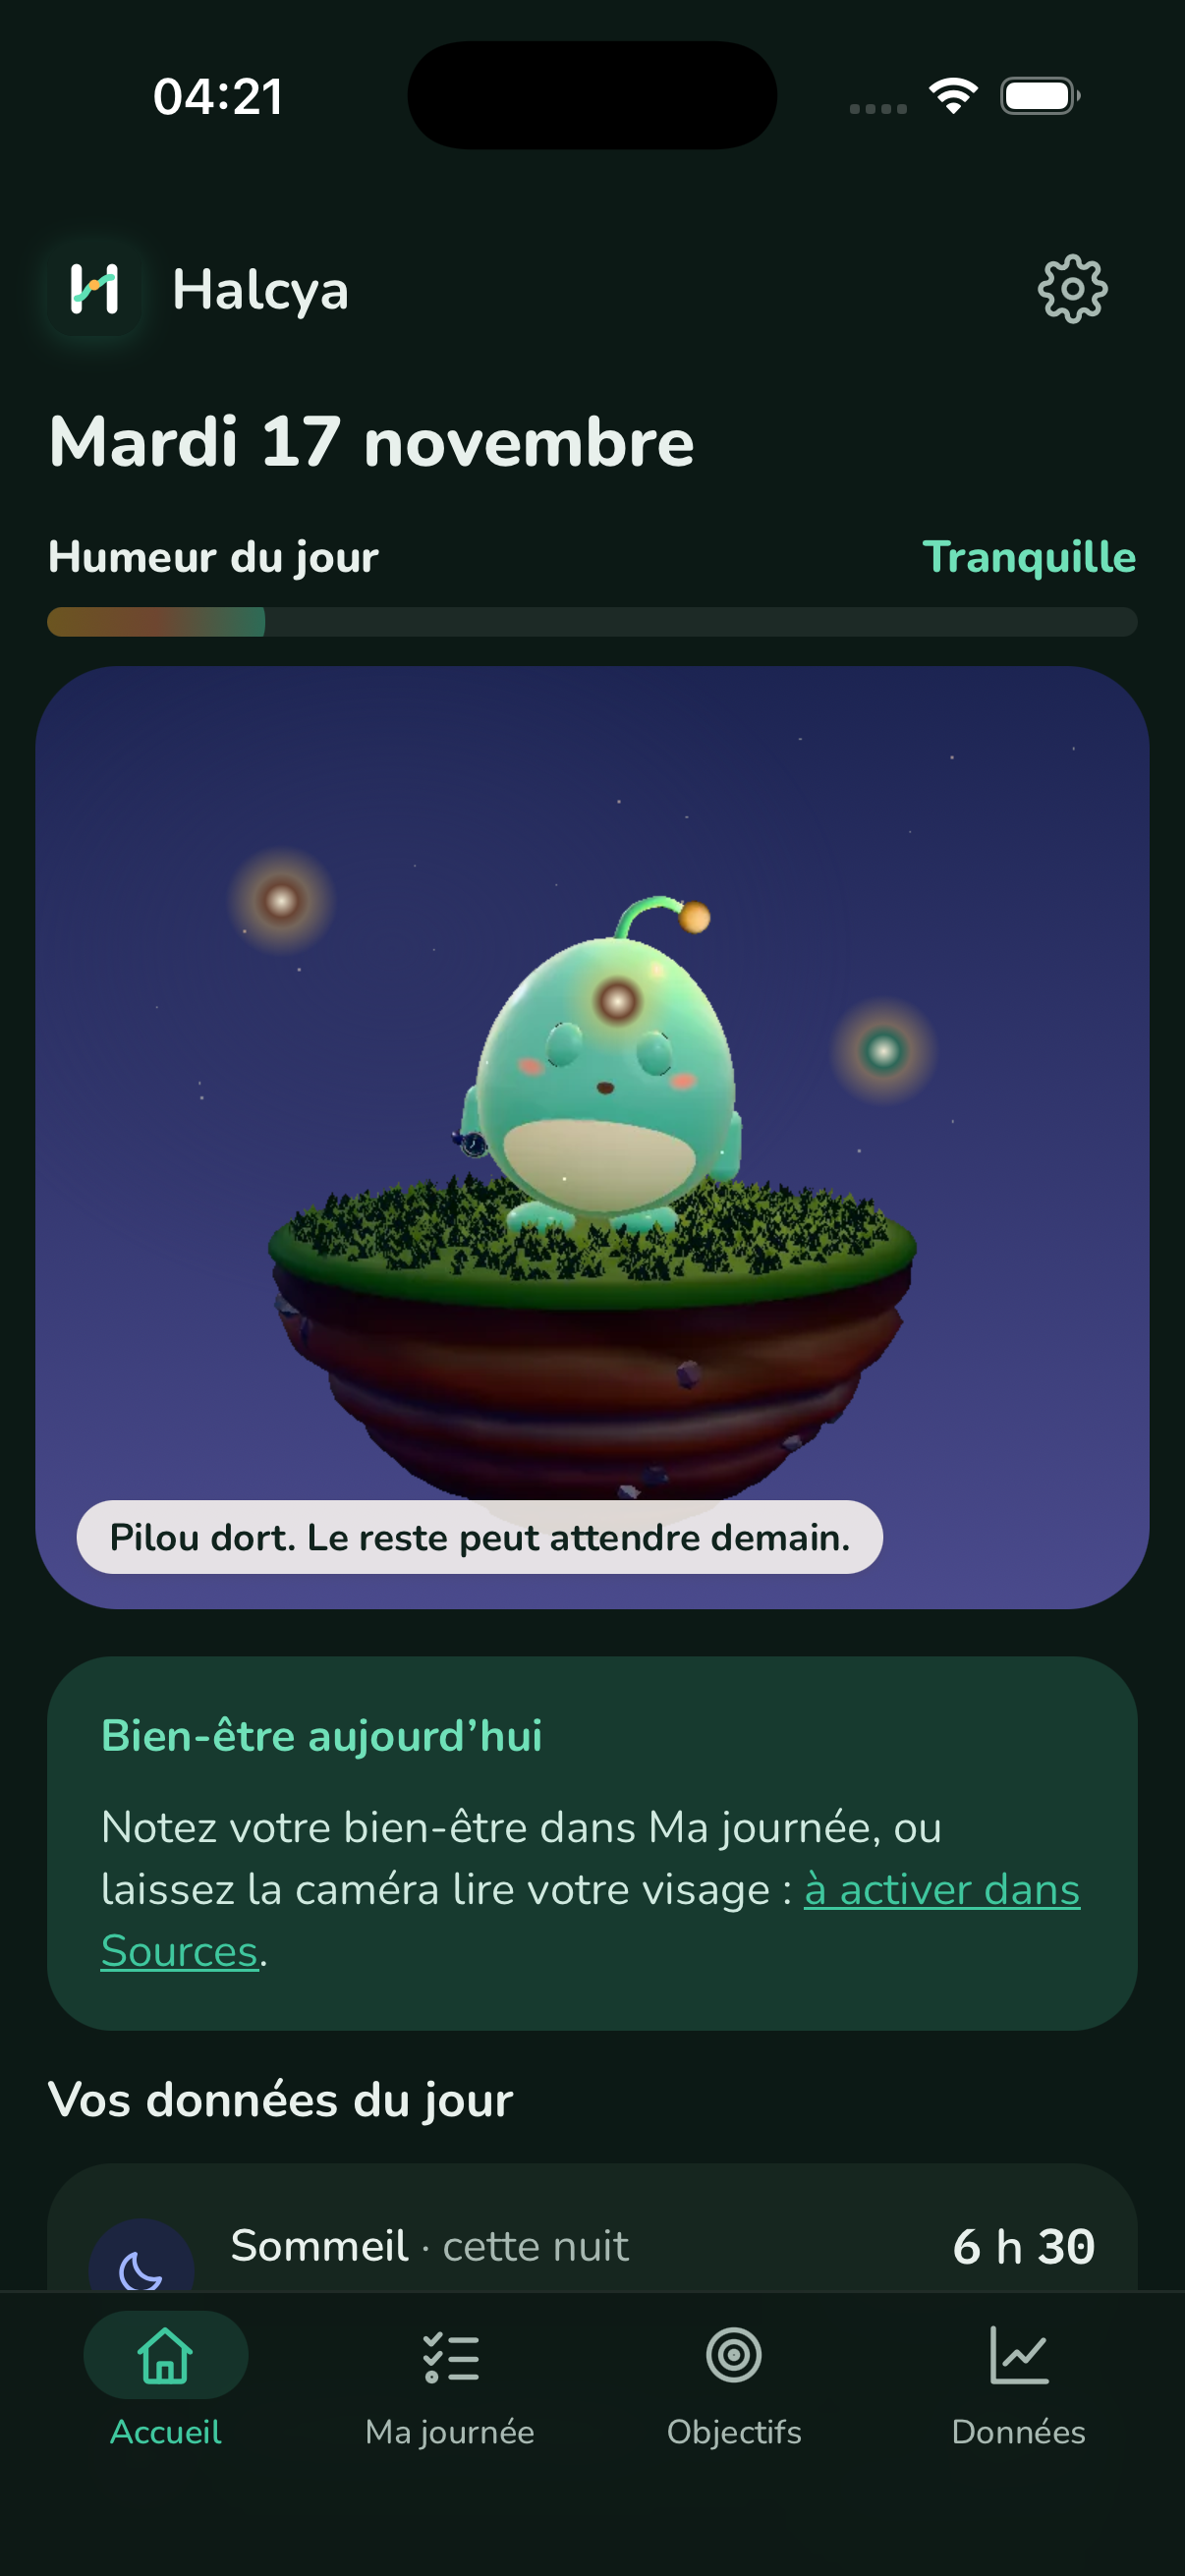 04:21
Halcya
Mardi 17 novembre
Humeur du jour
Tranquille
Pilou dort. Le reste peut attendre demain.
Bien-être aujourd’hui
Notez votre bien-être dans Ma journée, ou
laissez la caméra lire votre visage : à activer dans
Sources.
Vos données du jour
Sommeil · cette nuit
6 h 30
Accueil
Ma journée
Objectifs
Données